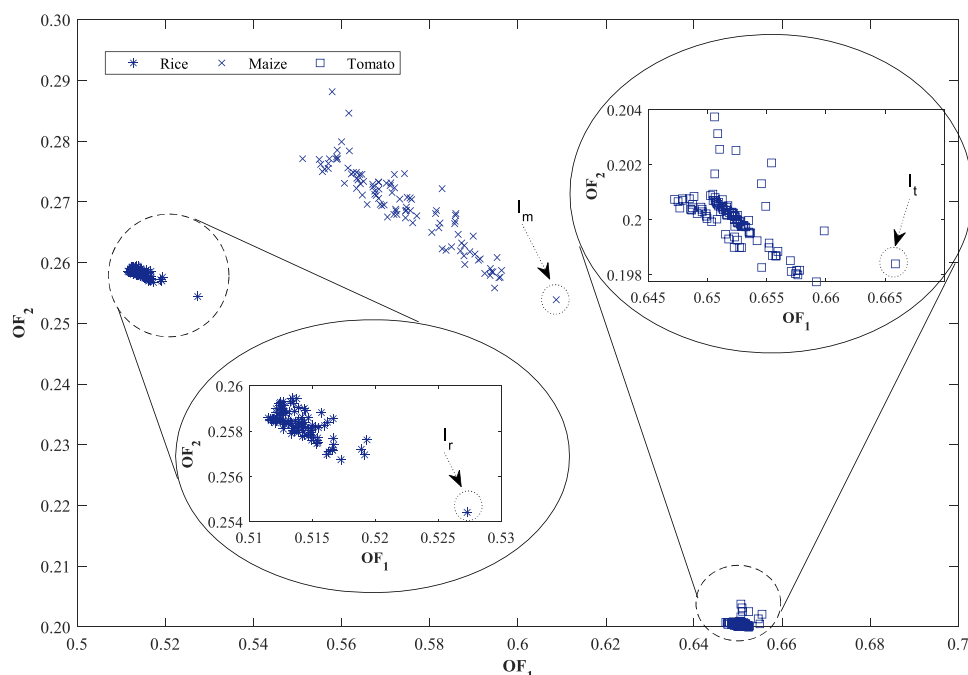 0.30
0.29
0.28
0.27
0.26
0.25
0.24
0.23
0.22
0.21
0.20
OF2
Rice Maize Tomato
Im
0.204
0.202
0.2
0.198
OF2
It
0.645 0.65 0.655 0.66 0.665
OF1
0.26
0.258
0.256
0.254
OF2
Ir
0.51 0.515 0.52 0.525 0.53
OF1
0.5 0.52 0.54 0.56 0.58 0.6 0.62 0.64 0.66 0.68 0.7
OF1